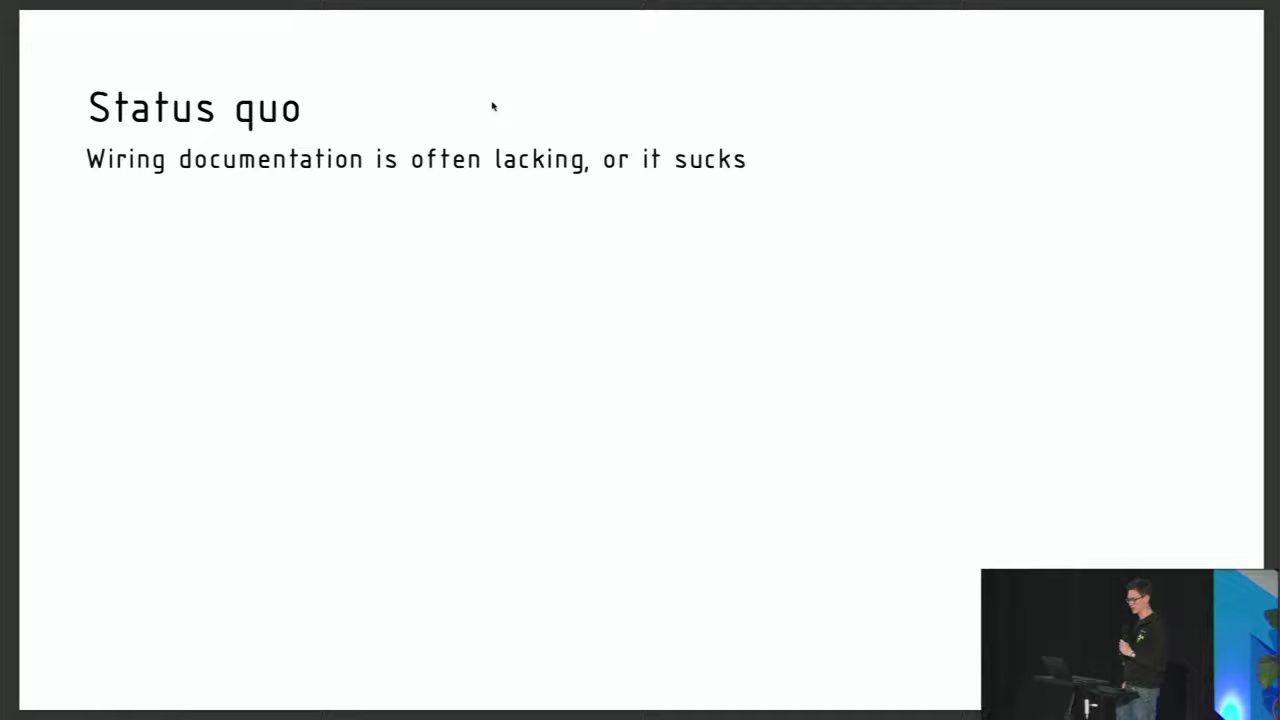 Status quo
Wiring documentation is often lacking, or it sucks